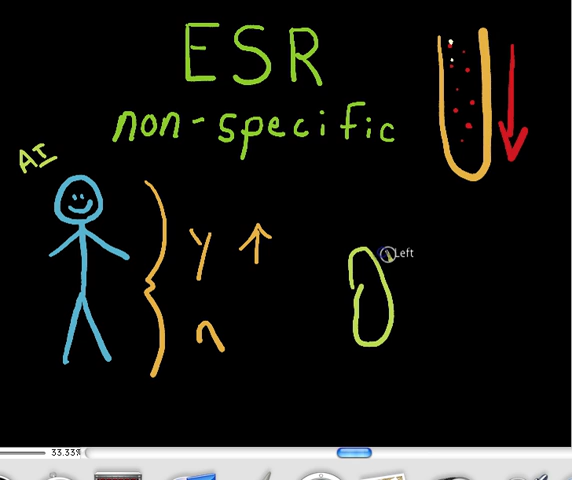 ESR
non-specific
AI
y ↑
n
Left
33.33%